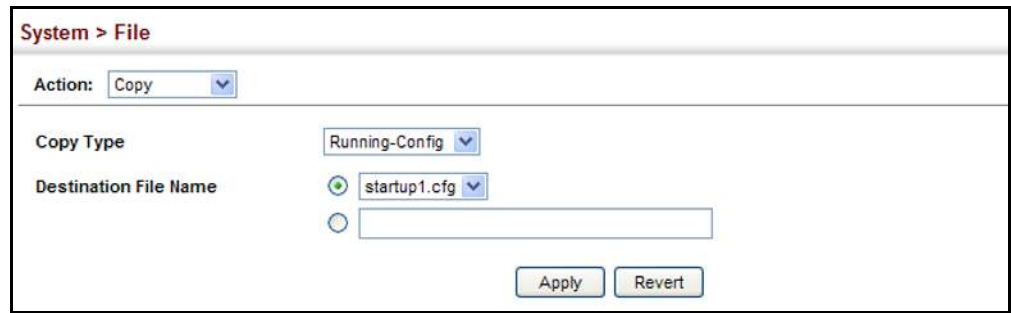 System > File
Action: Copy
Copy Type Running-Config
Destination File Name startup1.cfg
Apply Revert